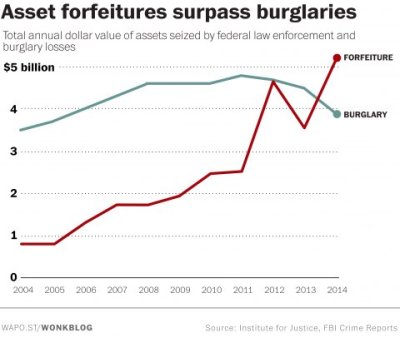 Asset forfeitures surpass burglaries
Total annual dollar value of assets seized by federal law enforcement and
burglary losses
$5 billion
FORFEITURE
4
BURGLARY
3
2
1
0
2004 2005 2006 2007 2008 2009 2010 2011 2012 2013 2014
WAPO.ST/WONKBLOG Source: Institute for Justice, FBI Crime Reports